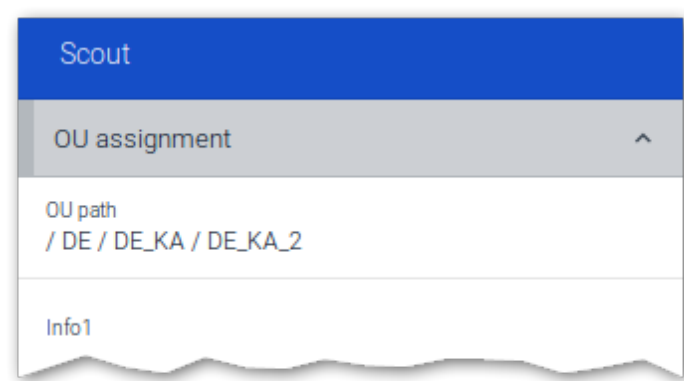 Scout
OU assignment
OU path
/ DE / DE_KA / DE_KA_2
Info1